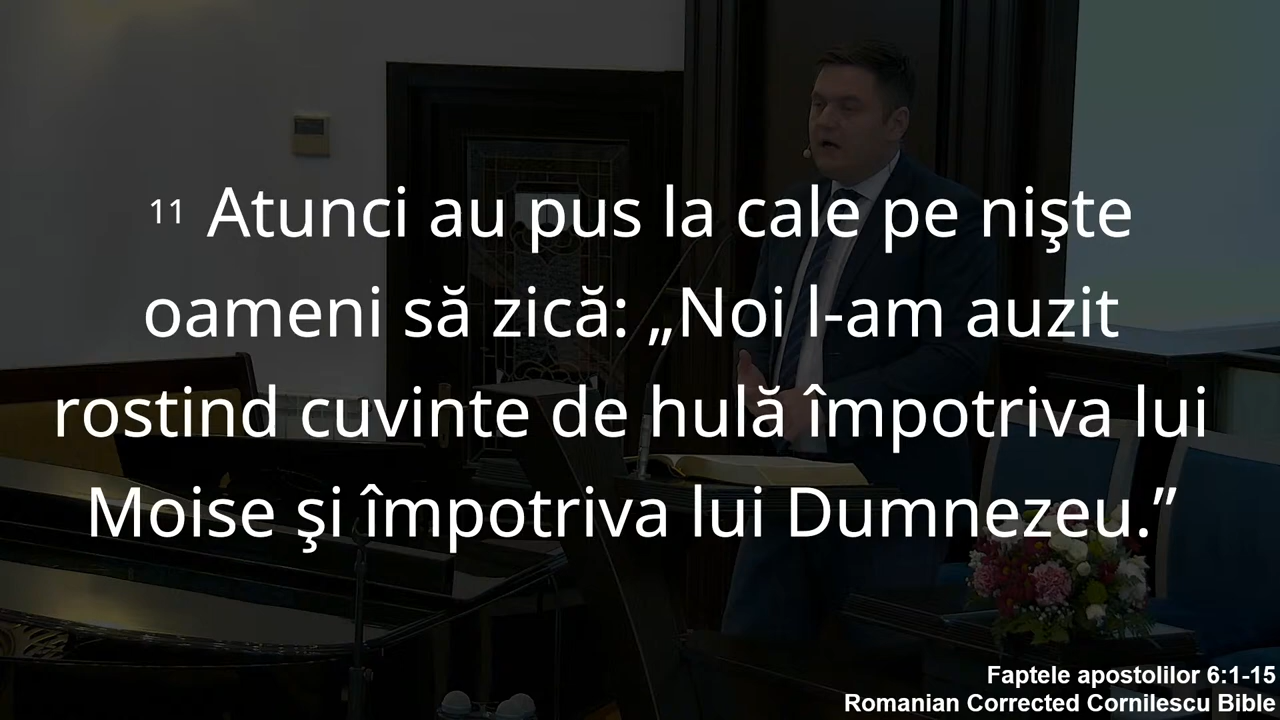 11 Atunci au pus la cale pe nişte
oameni să zică: „Noi l-am auzit
rostind cuvinte de hulă împotriva lui
Moise şi împotriva lui Dumnezeu.”
Faptele apostolilor 6:1-15
Romanian Corrected Cornilescu Bible